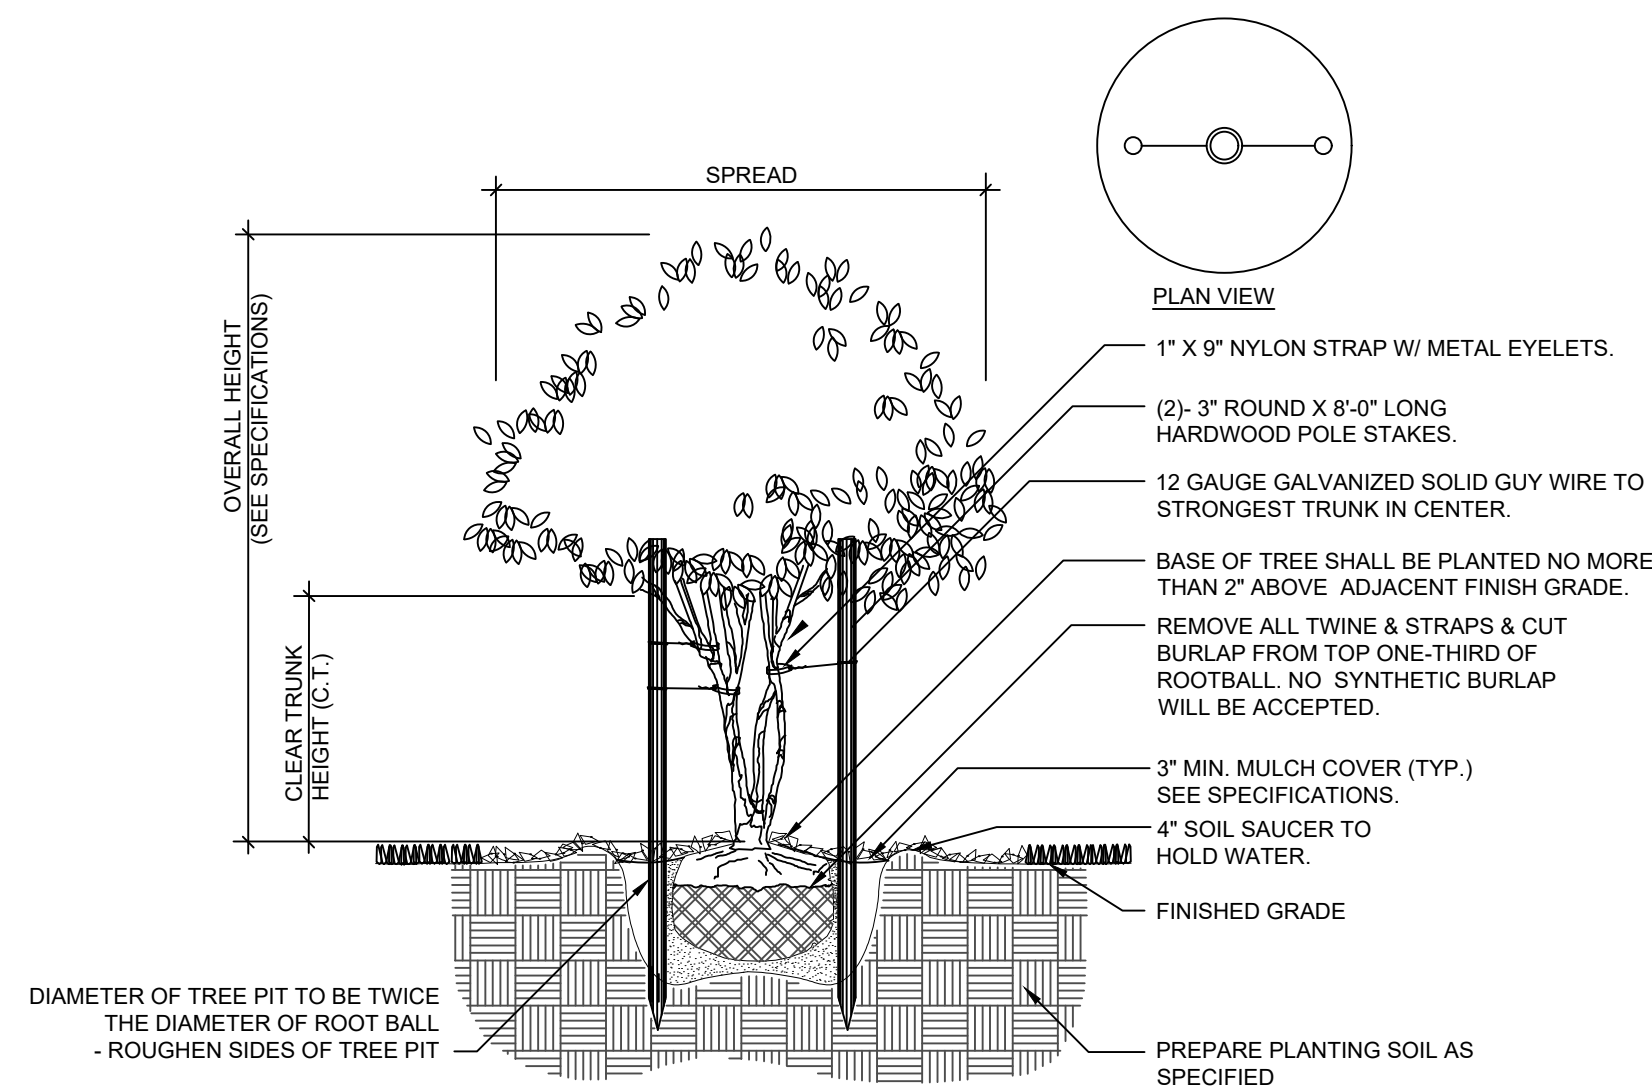 SPREAD
OVERALL HEIGHT
(SEE SPECIFICATIONS)
CLEAR TRUNK
HEIGHT (C.T.)
PLAN VIEW
1" X 9" NYLON STRAP W/ METAL EYELETS.
(2)- 3" ROUND X 8'-0" LONG
HARDWOOD POLE STAKES.
12 GAUGE GALVANIZED SOLID GUY WIRE TO
STRONGEST TRUNK IN CENTER.
BASE OF TREE SHALL BE PLANTED NO MORE
THAN 2" ABOVE ADJACENT FINISH GRADE.
REMOVE ALL TWINE & STRAPS & CUT
BURLAP FROM TOP ONE-THIRD OF
ROOTBALL. NO SYNTHETIC BURLAP
WILL BE ACCEPTED.
3" MIN. MULCH COVER (TYP.)
SEE SPECIFICATIONS.
4" SOIL SAUCER TO
HOLD WATER.
FINISHED GRADE
DIAMETER OF TREE PIT TO BE TWICE
THE DIAMETER OF ROOT BALL
- ROUGHEN SIDES OF TREE PIT
PREPARE PLANTING SOIL AS
SPECIFIED